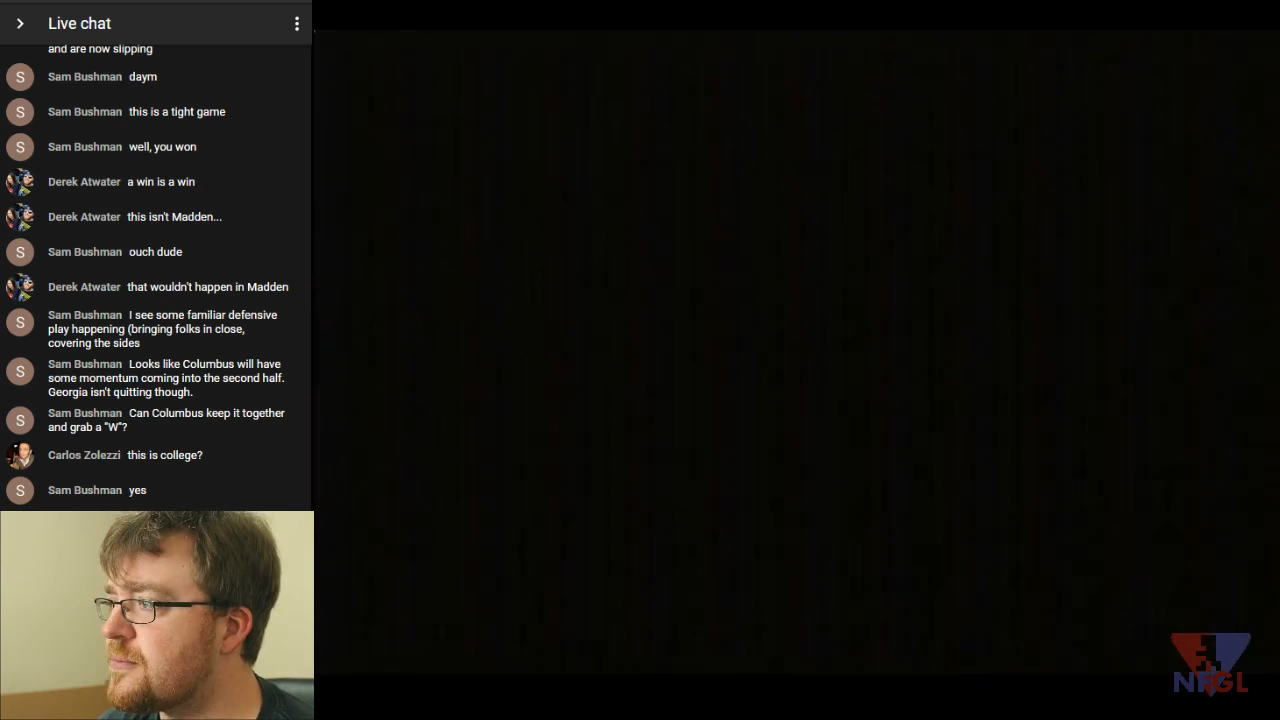 Live chat
and are now slipping
S Sam Bushman daym
S Sam Bushman this is a tight game
S Sam Bushman well, you won
Derek Atwater a win is a win
Derek Atwater this isn't Madden...
S Sam Bushman ouch dude
Derek Atwater that wouldn't happen in Madden
S Sam Bushman I see some familiar defensive
play happening (bringing folks in close,
covering the sides
S Sam Bushman Looks like Columbus will have
some momentum coming into the second half.
Georgia isn't quitting though.
S Sam Bushman Can Columbus keep it together
and grab a "W"?
Carlos Zolezzi this is college?
S Sam Bushman yes
NFGL